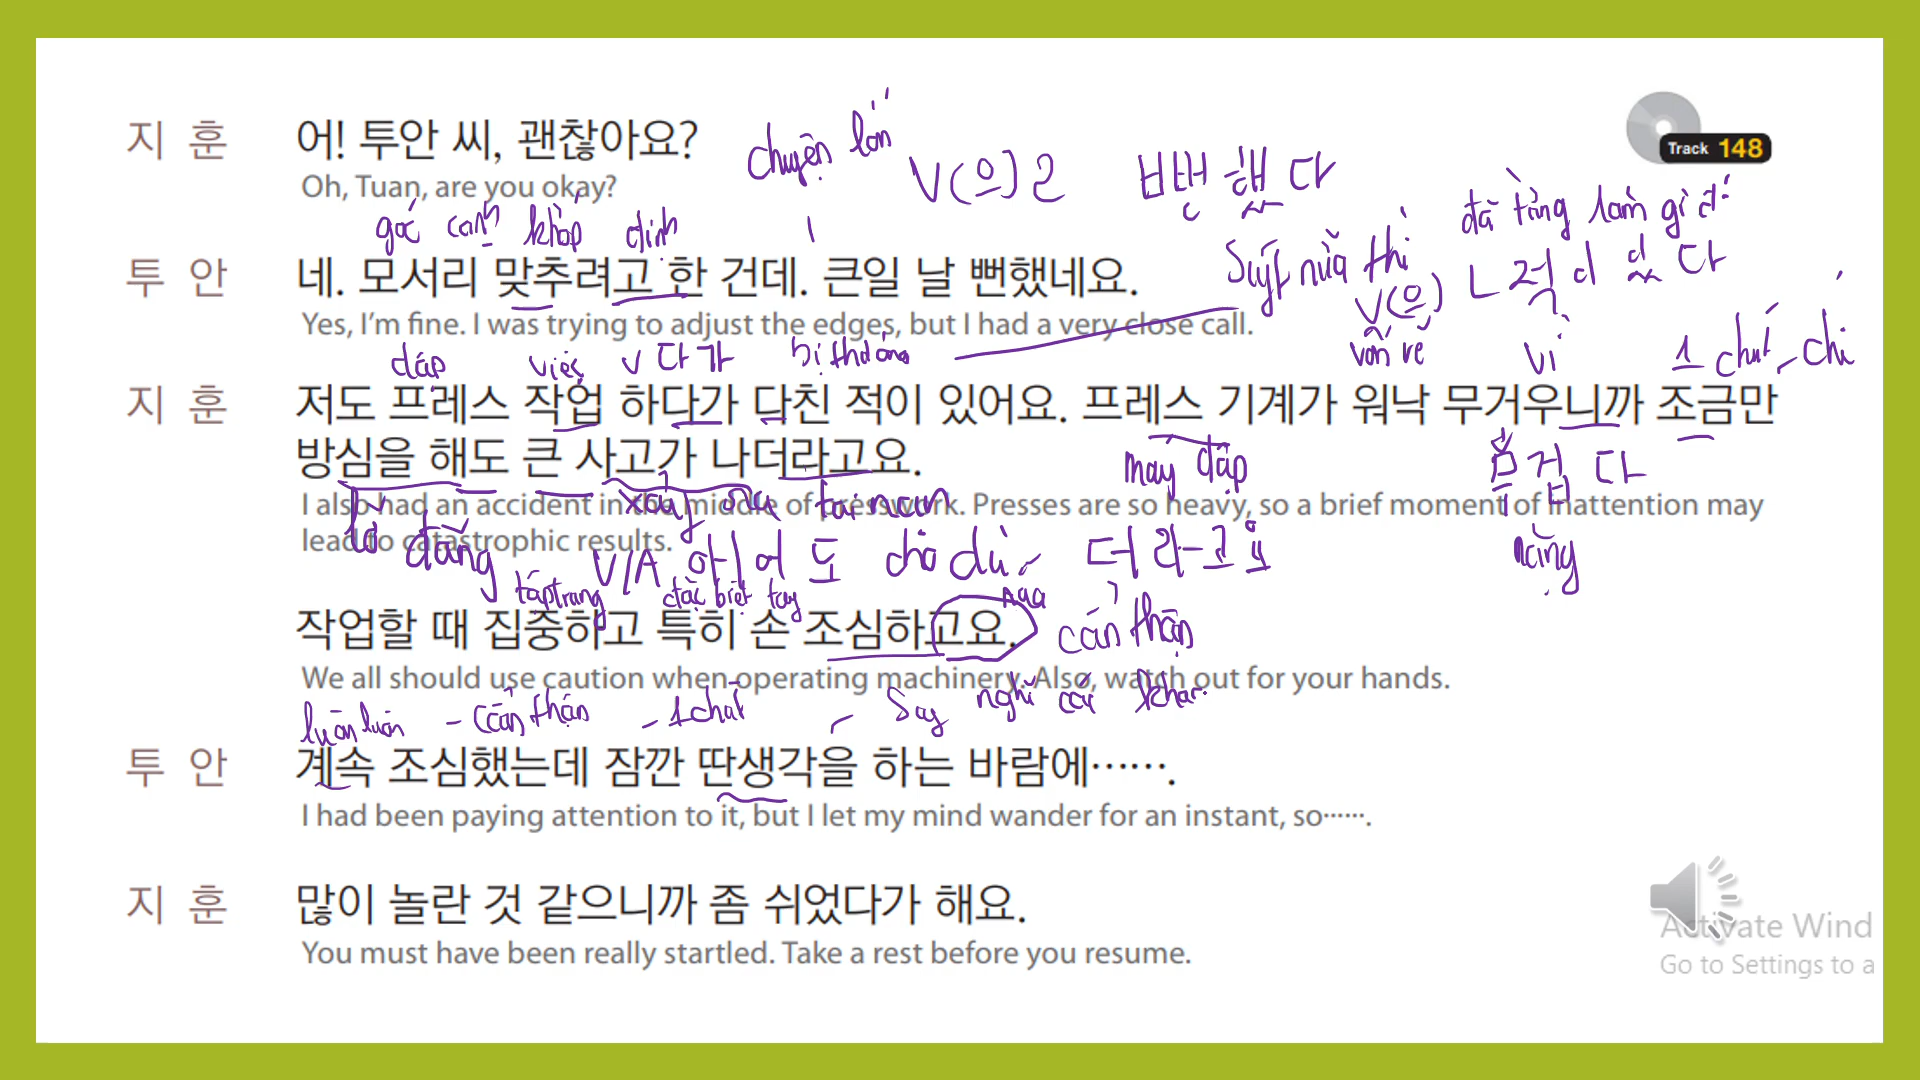 지 훈 어! 투안 씨, 괜찮아요?
Oh, Tuan, are you okay?
chuyện lớn
V(으)ㄹ 뻔 했다
Track 148
góc cạnh khớp định
Suýt nữa thì
đã từng làm gì đó
V(으)ㄴ 적이 있다
투 안 네. 모서리 맞추려고 한 건데. 큰일 날 뻔했네요.
Yes, I'm fine. I was trying to adjust the edges, but I had a very close call.
dáp việc V 다가 bị thương
vốn rẽ vì 1 chút, chỉ
지 훈 저도 프레스 작업 하다가 다친 적이 있어요. 프레스 기계가 워낙 무거우니까 조금만
방심을 해도 큰 사고가 나더라고요.
máy dập
무겁다
nặng
I also had an accident in the middle of press work. Presses are so heavy, so a brief moment of inattention may
lead to catastrophic results.
lơ đãng
xảy ra tai nạn
V/A 아/어도 cho dù 더라고요
tập trung đặc biệt tay nữa
작업할 때 집중하고 특히 손 조심하고요.
cẩn thận
We all should use caution when operating machinery. Also, watch out for your hands.
luôn luôn - cẩn thận - 1 chút - suy nghĩ cái khác
투 안 계속 조심했는데 잠깐 딴생각을 하는 바람에…….
I had been paying attention to it, but I let my mind wander for an instant, so…….
지 훈 많이 놀란 것 같으니까 좀 쉬었다가 해요.
You must have been really startled. Take a rest before you resume.
Activate Wind
Go to Settings to a